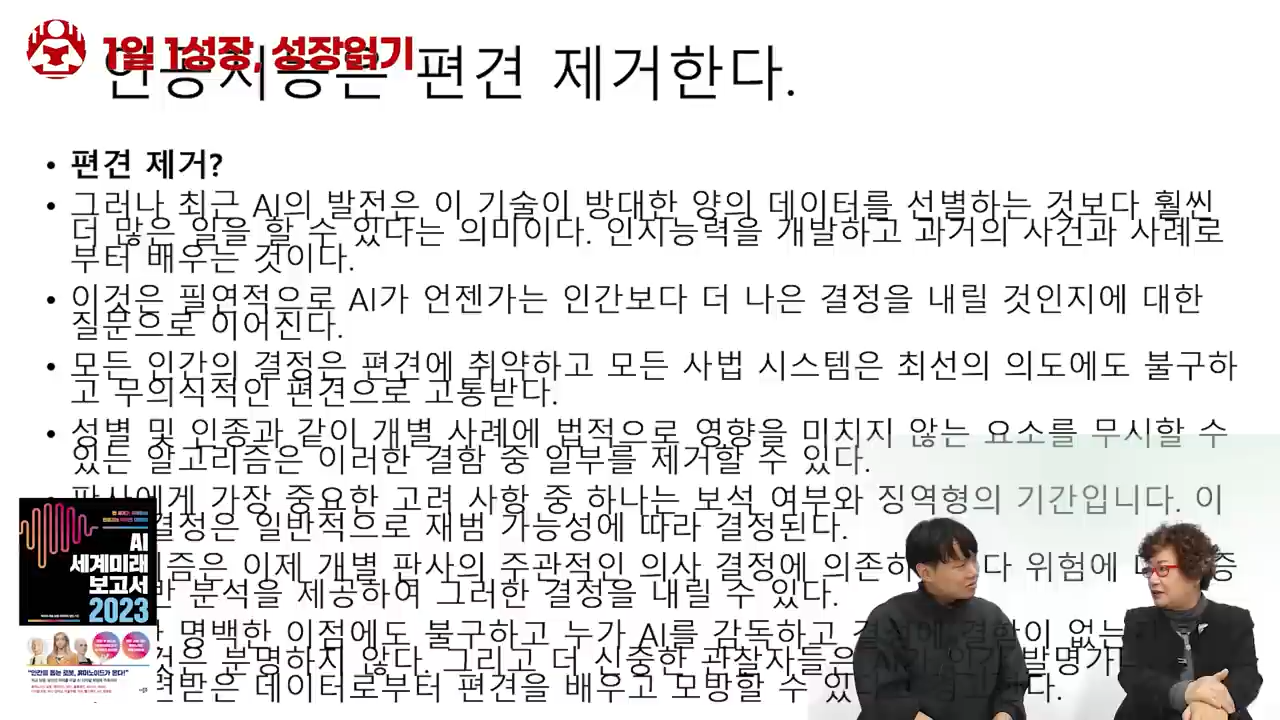 1일 1성장, 성장읽기
인공지능은 편견 제거한다.
• 편견 제거?
• 그러나 최근 AI의 발전은 이 기술이 방대한 양의 데이터를 선별하는 것보다 훨씬
더 많은 일을 할 수 있다는 의미이다. 인지능력을 개발하고 과거의 사건과 사례로
부터 배우는 것이다.
• 이것은 필연적으로 AI가 언젠가는 인간보다 더 나은 결정을 내릴 것인지에 대한
질문으로 이어진다.
• 모든 인간의 결정은 편견에 취약하고 모든 사법 시스템은 최선의 의도에도 불구하
고 무의식적인 편견으로 고통받다.
• 성별 및 인종과 같이 개별 사례에 법적으로 영향을 미치지 않는 요소를 무시할 수
있는 알고리즘은 이러한 결함 중 일부를 제거할 수 있다.
• 판사에게 가장 중요한 고려 사항 중 하나는 보석 여부와 징역형의 기간입니다. 이
결정은 일반적으로 재범 가능성에 따라 결정된다.
이제 개별 판사의 주관적인 의사 결정에 위험에
분석을 제공하여 그러한 결정을 내릴 수 있다.
명백한 이점에도 불구하고 누가 AI를 감독하고
분명하지 않다. 그리고 더 신중한 관찰자들은
데이터로부터 편견을 배우고 모방할 수
AI
세계미래
보고서
2023